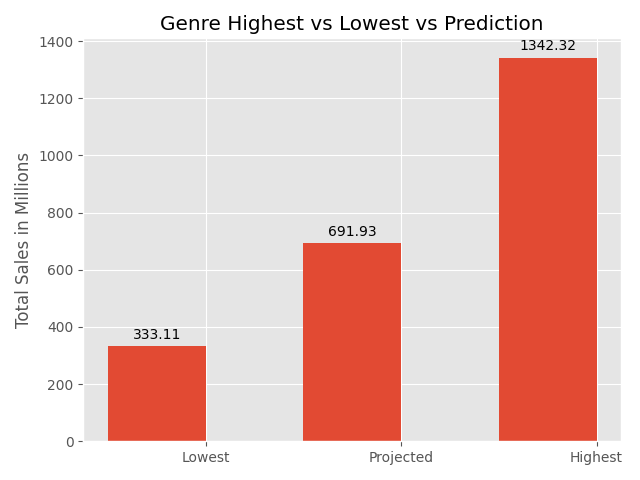 Genre Highest vs Lowest vs Prediction
Total Sales in Millions
1400
1200
1000
800
600
400
200
0
333.11
691.93
1342.32
Lowest
Projected
Highest